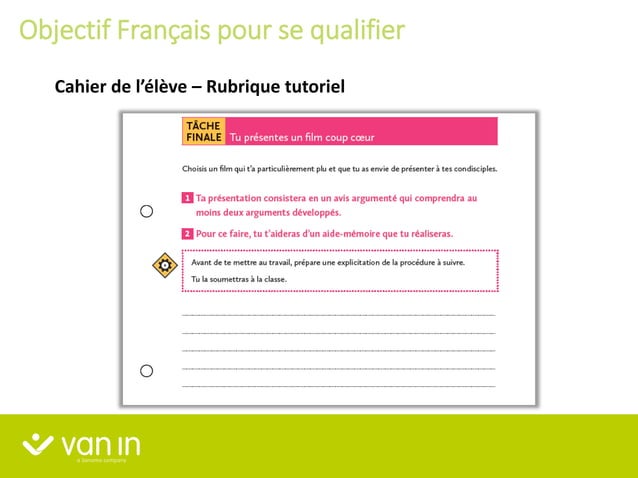 Objectif Français pour se qualifier
Cahier de l’élève – Rubrique tutoriel
TÂCHE
FINALE Tu présentes un film coup cœur
Choisis un film qui t’a particulièrement plu et que tu as envie de présenter à tes condisciples.
1 Ta présentation consistera en un avis argumenté qui comprendra au
moins deux arguments développés.
2 Pour ce faire, tu t’aideras d’un aide-mémoire que tu réaliseras.
Avant de te mettre au travail, prépare une explicitation de la procédure à suivre.
Tu la soumettras à la classe.
van in
a Sanoma company